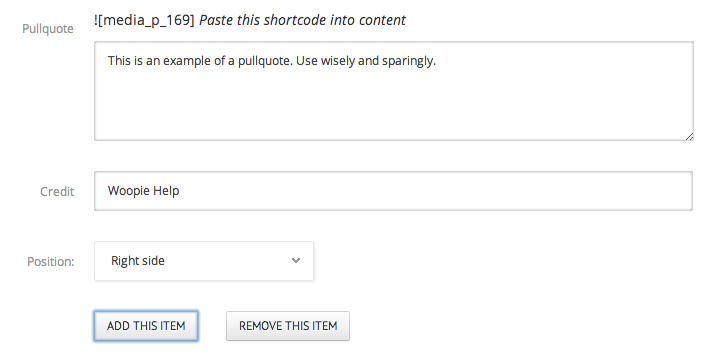 Pullquote
![media_p_169] Paste this shortcode into content
This is an example of a pullquote. Use wisely and sparingly.
Credit
Woopie Help
Position:
Right side
ADD THIS ITEM
REMOVE THIS ITEM